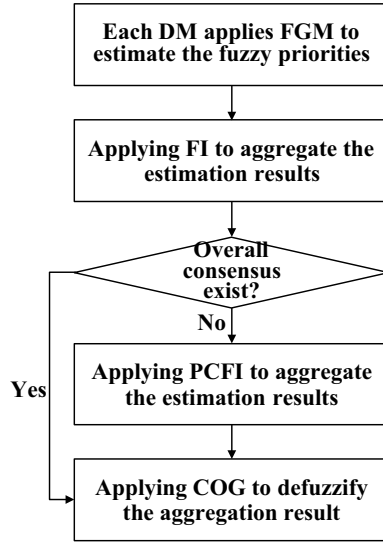 Each DM applies FGM to
estimate the fuzzy priorities
Applying FI to aggregate the
estimation results
Overall
consensus
exist?
No
Yes
Applying PCFI to aggregate
the estimation results
Applying COG to defuzzify
the aggregation result